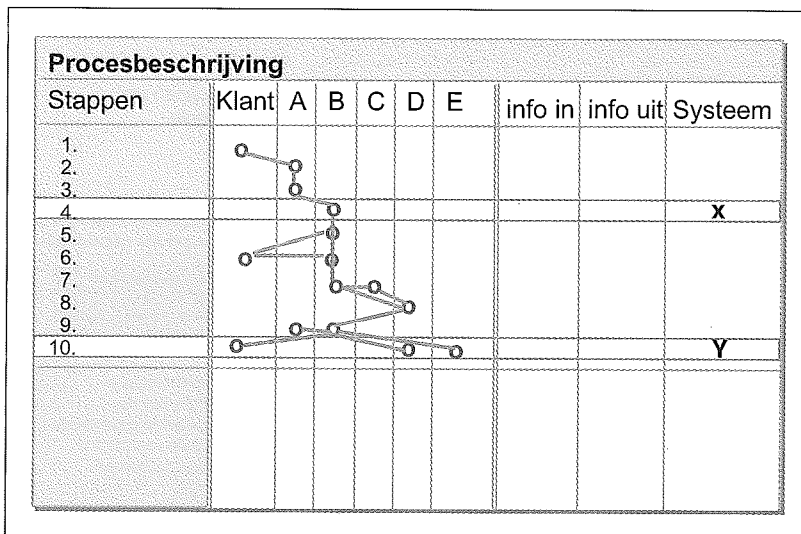 Procesbeschrijving
Stappen Klant A B C D E info in info uit Systeem
1.
2.
3.
4. X
5.
6.
7.
8.
9.
10. Y